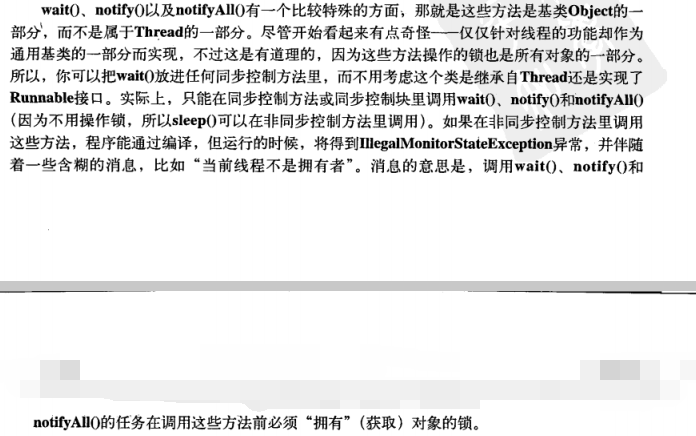 wait()、notify()以及notifyAll()有一个比较特殊的方面，那就是这些方法是基类Object的一
部分，而不是属于Thread的一部分。尽管开始看起来有点奇怪——仅仅针对线程的功能却作为
通用基类的一部分而实现，不过这是有道理的，因为这些方法操作的锁也是所有对象的一部分。
所以，你可以把wait()放进任何同步控制方法里，而不用考虑这个类是继承自Thread还是实现了
Runnable接口。实际上，只能在同步控制方法或同步控制块里调用wait()、notify()和notifyAll()
(因为不用操作锁，所以sleep()可以在非同步控制方法里调用)。如果在非同步控制方法里调用
这些方法，程序能通过编译，但运行的时候，将得到IllegalMonitorStateException异常，并伴随
着一些含糊的消息，比如“当前线程不是拥有者”。消息的意思是，调用wait()、notify()和
notifyAll()的任务在调用这些方法前必须“拥有”(获取) 对象的锁。